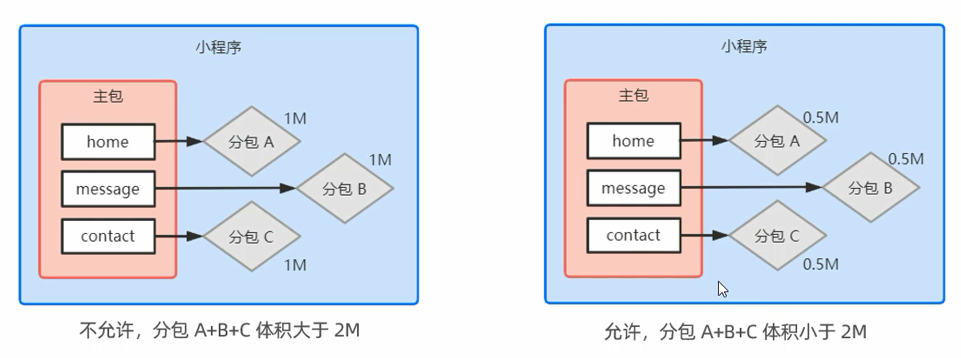 小程序
主包
home
分包 A
1M
message
分包 B
1M
contact
分包 C
1M
不允许，分包 A+B+C 体积大于 2M
小程序
主包
home
分包 A
0.5M
message
分包 B
0.5M
contact
分包 C
0.5M
允许，分包 A+B+C 体积小于 2M